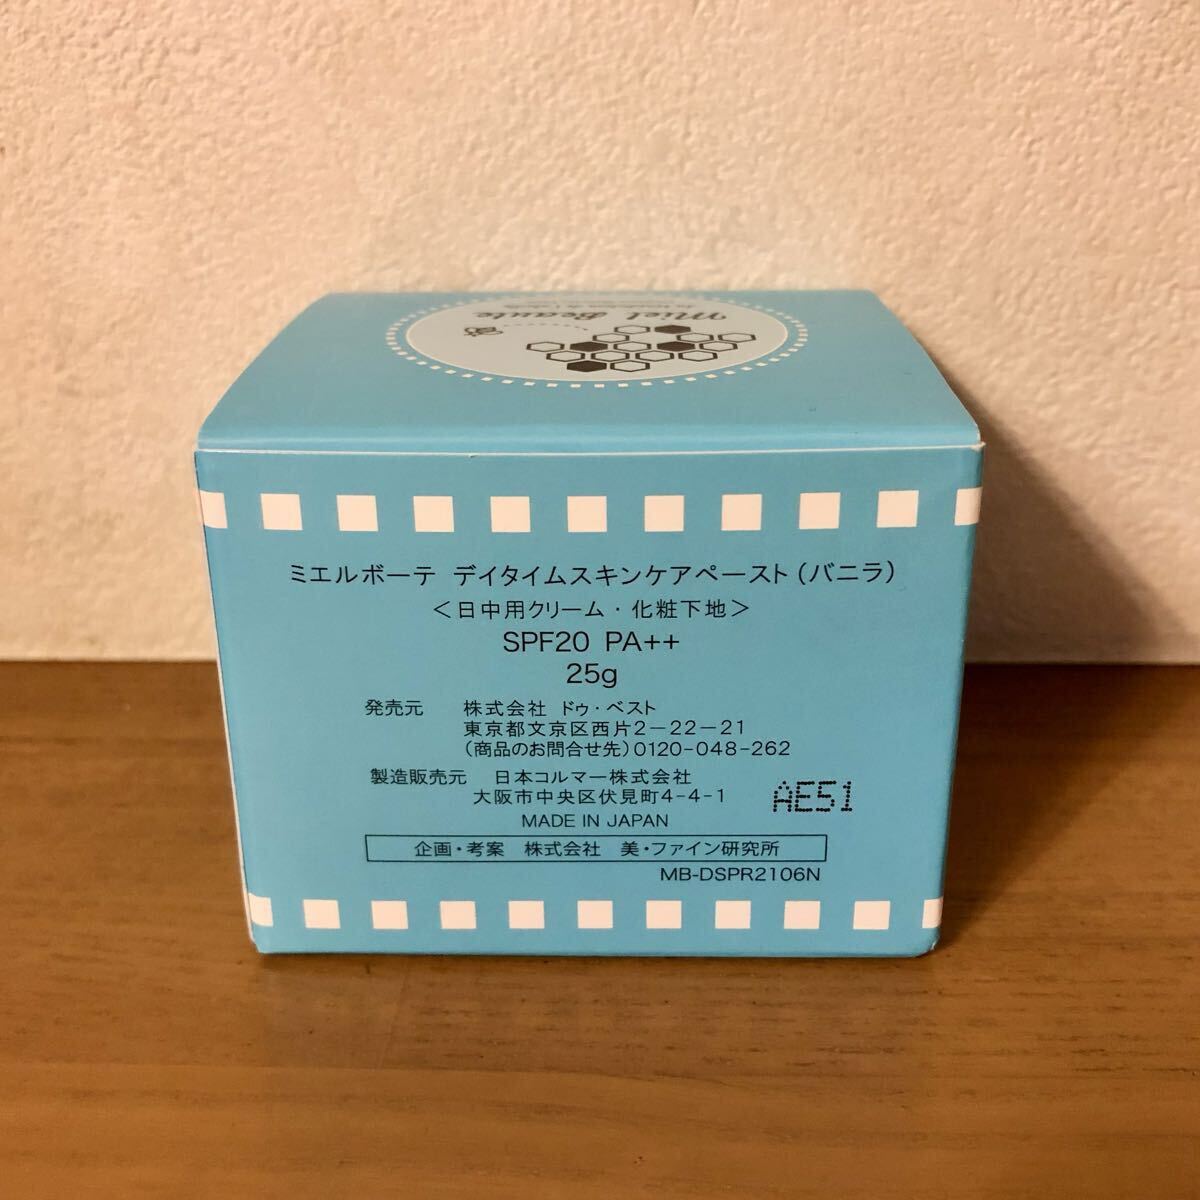 Miel Beaute
ミエルボーテ デイタイムスキンケアペースト(バニラ)
<日中用クリーム・化粧下地>
SPF20 PA++
25g
発売元 株式会社 ドゥ・ベスト
東京都文京区西片2-22-21
(商品のお問合せ先)0120-048-262
製造販売元 日本コルマー株式会社
大阪市中央区伏見町4-4-1
AE51
MADE IN JAPAN
企画・考案 株式会社 美・ファイン研究所
MB-DSPR2106N